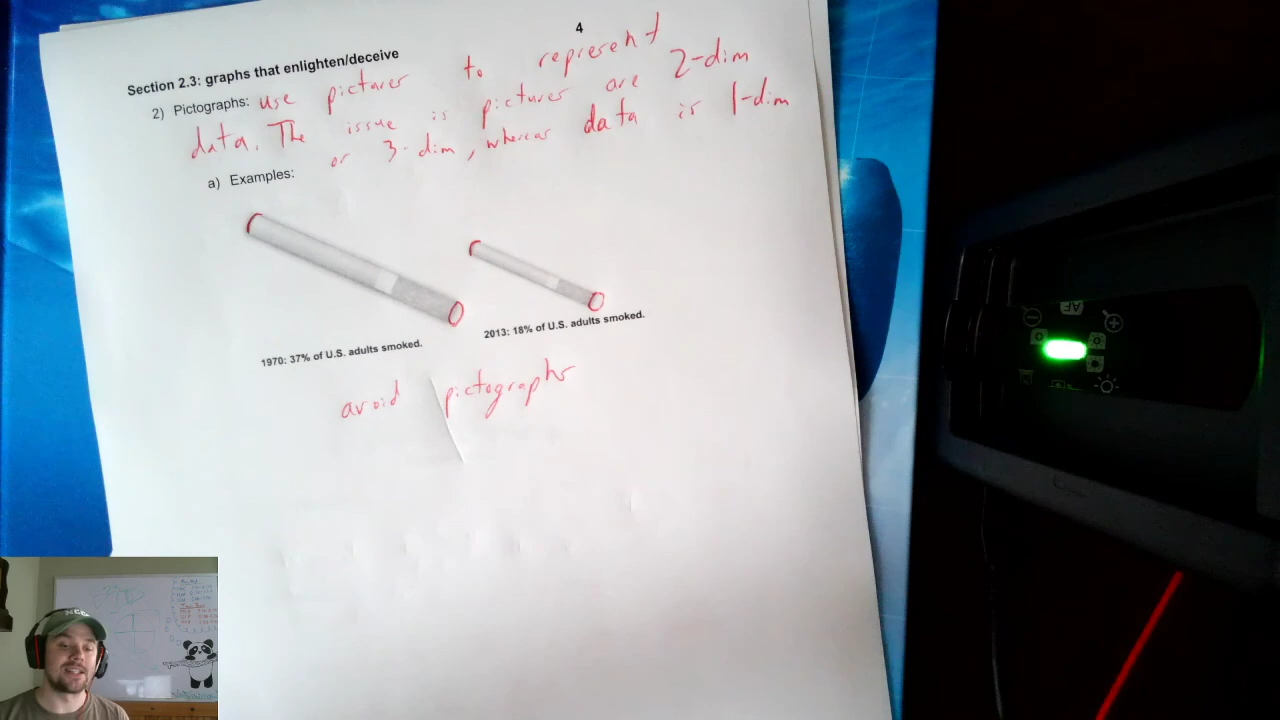 4
Section 2.3: graphs that enlighten/deceive
2) Pictographs: use pictures to represent
data. The issue is pictures are 2-dim
or 3-dim, whereas data is 1-dim
a) Examples:
1970: 37% of U.S. adults smoked.
2013: 18% of U.S. adults smoked.
avoid pictographs
AF